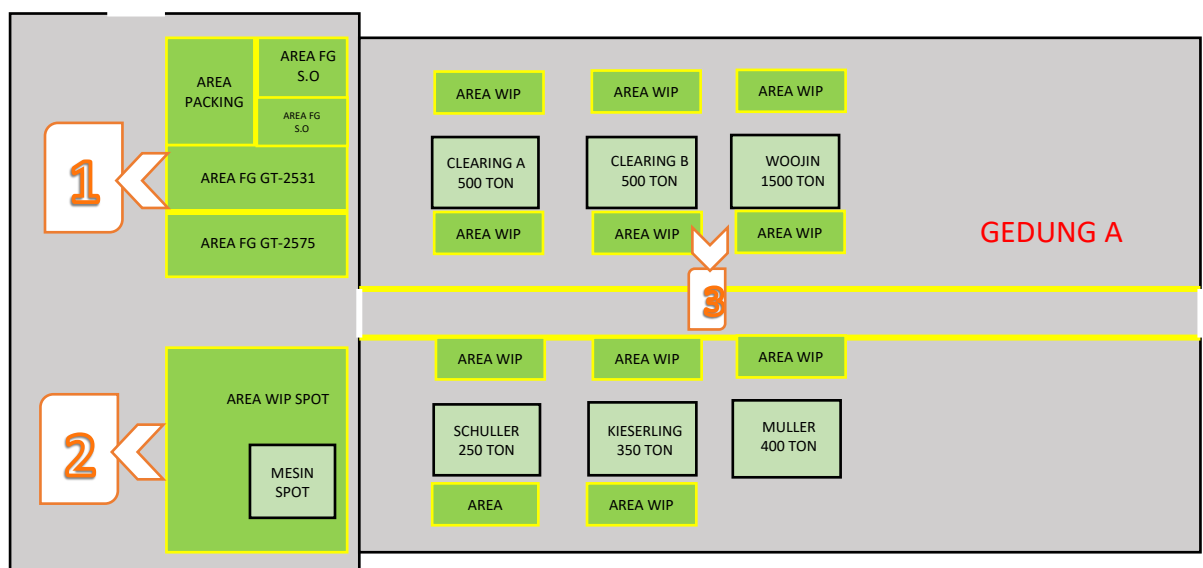 AREA
PACKING
AREA FG
S.O
AREA FG
S.O
1
AREA FG GT-2531
AREA FG GT-2575
AREA WIP
AREA WIP
AREA WIP
CLEARING A
500 TON
CLEARING B
500 TON
WOOJIN
1500 TON
AREA WIP
AREA WIP
AREA WIP
GEDUNG A
3
AREA WIP
AREA WIP
AREA WIP
2
AREA WIP SPOT
MESIN
SPOT
SCHULLER
250 TON
KIESERLING
350 TON
MULLER
400 TON
AREA
AREA WIP